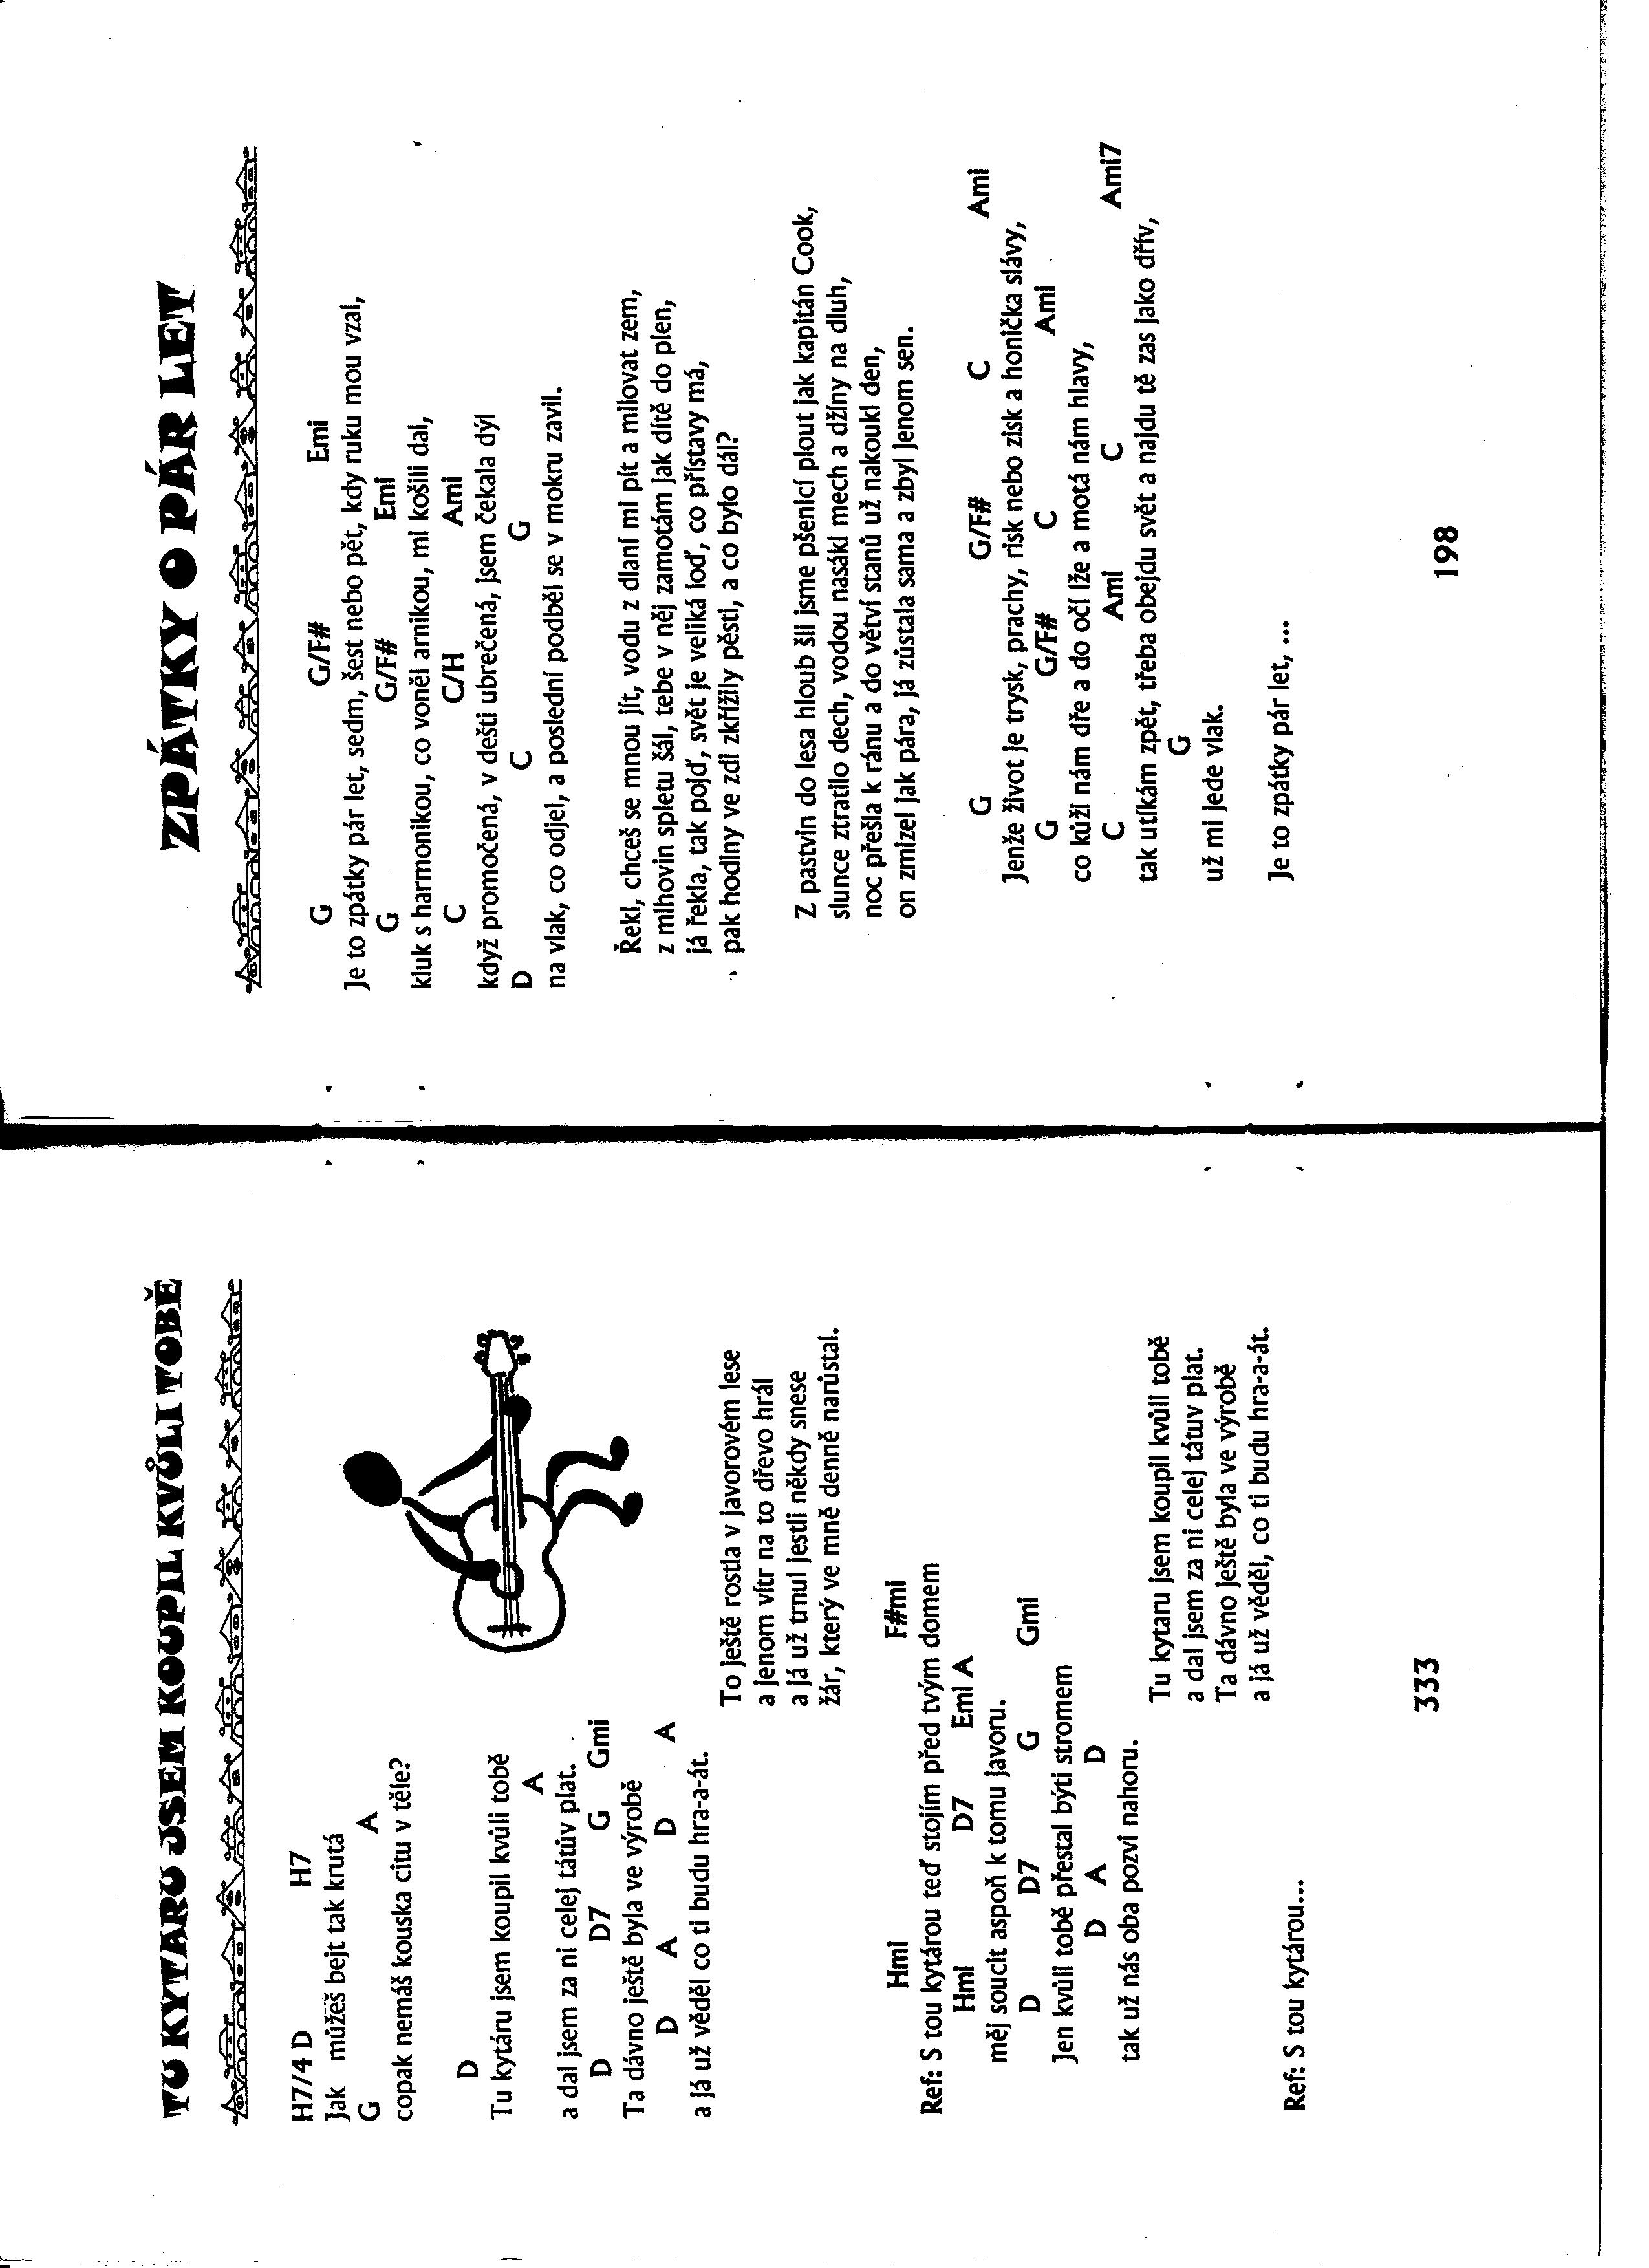 TU KYTARU JSEM KOUPIL KVŮLI TOBĚ
H7/4 D H7
Jak můžeš bejt tak krutá
G A
copak nemáš kouska citu v těle?
D
Tu kytáru jsem koupil kvůli tobě
A
a dal jsem za ni celej tátův plat.
D D7 G Gmi
Ta dávno ještě byla ve výrobě
D A D A
a já už věděl co ti budu hra-a-át.
To ještě rostla v javorovém lese
a jenom vítr na to dřevo hrál
a já už trnul jestli někdy snese
žár, který ve mně denně narůstal.
Hmi F#mi
Ref: S tou kytárou teď stojím před tvým domem
Hmi D7 Emi A
měj soucit aspoň k tomu javoru.
D D7 G Gmi
Jen kvůli tobě přestal býti stromem
D A D
tak už nás oba pozvi nahoru.
Tu kytaru jsem koupil kvůli tobě
a dal jsem za ni celej tátuv plat.
Ta dávno ještě byla ve výrobě
a já už věděl, co ti budu hra-a-át.
Ref: S tou kytárou...
333
ZPÁTKY O PÁR LET
G G/F# Emi
Je to zpátky pár let, sedm, šest nebo pět, kdy ruku mou vzal,
G G/F# Emi
kluk s harmonikou, co voněl arnikou, mi košili dal,
C C/H Ami
když promočená, v dešti ubrečená, jsem čekala dýl
D C G
na vlak, co odjel, a poslední podběl se v mokru zavil.
Řekl, chceš se mnou jít, vodu z dlaní mi pít a milovat zem,
z mlhovin spletu šál, tebe v něj zamotám jak dítě do plen,
já řekla, tak pojď, svět je veliká loď, co přístavy má,
pak hodiny ve zdi zkřížily pěsti, a co bylo dál?
Z pastvin do lesa hloub šli jsme pšenicí plout jak kapitán Cook,
slunce ztratilo dech, vodou nasákl mech a džíny na dluh,
noc přešla k ránu a do větví stanů už nakoukl den,
on zmizel jak pára, já zůstala sama a zbyl jenom sen.
G G/F# C Ami
Jenže život je trysk, prachy, risk nebo zisk a honička slávy,
G G/F# C Ami
co kůži nám dře a do očí lže a motá nám hlavy,
C Ami C Ami7
tak utíkám zpět, třeba obejdu svět a najdu tě zas jako dřív,
G
už mi jede vlak.
Je to zpátky pár let, ...
198